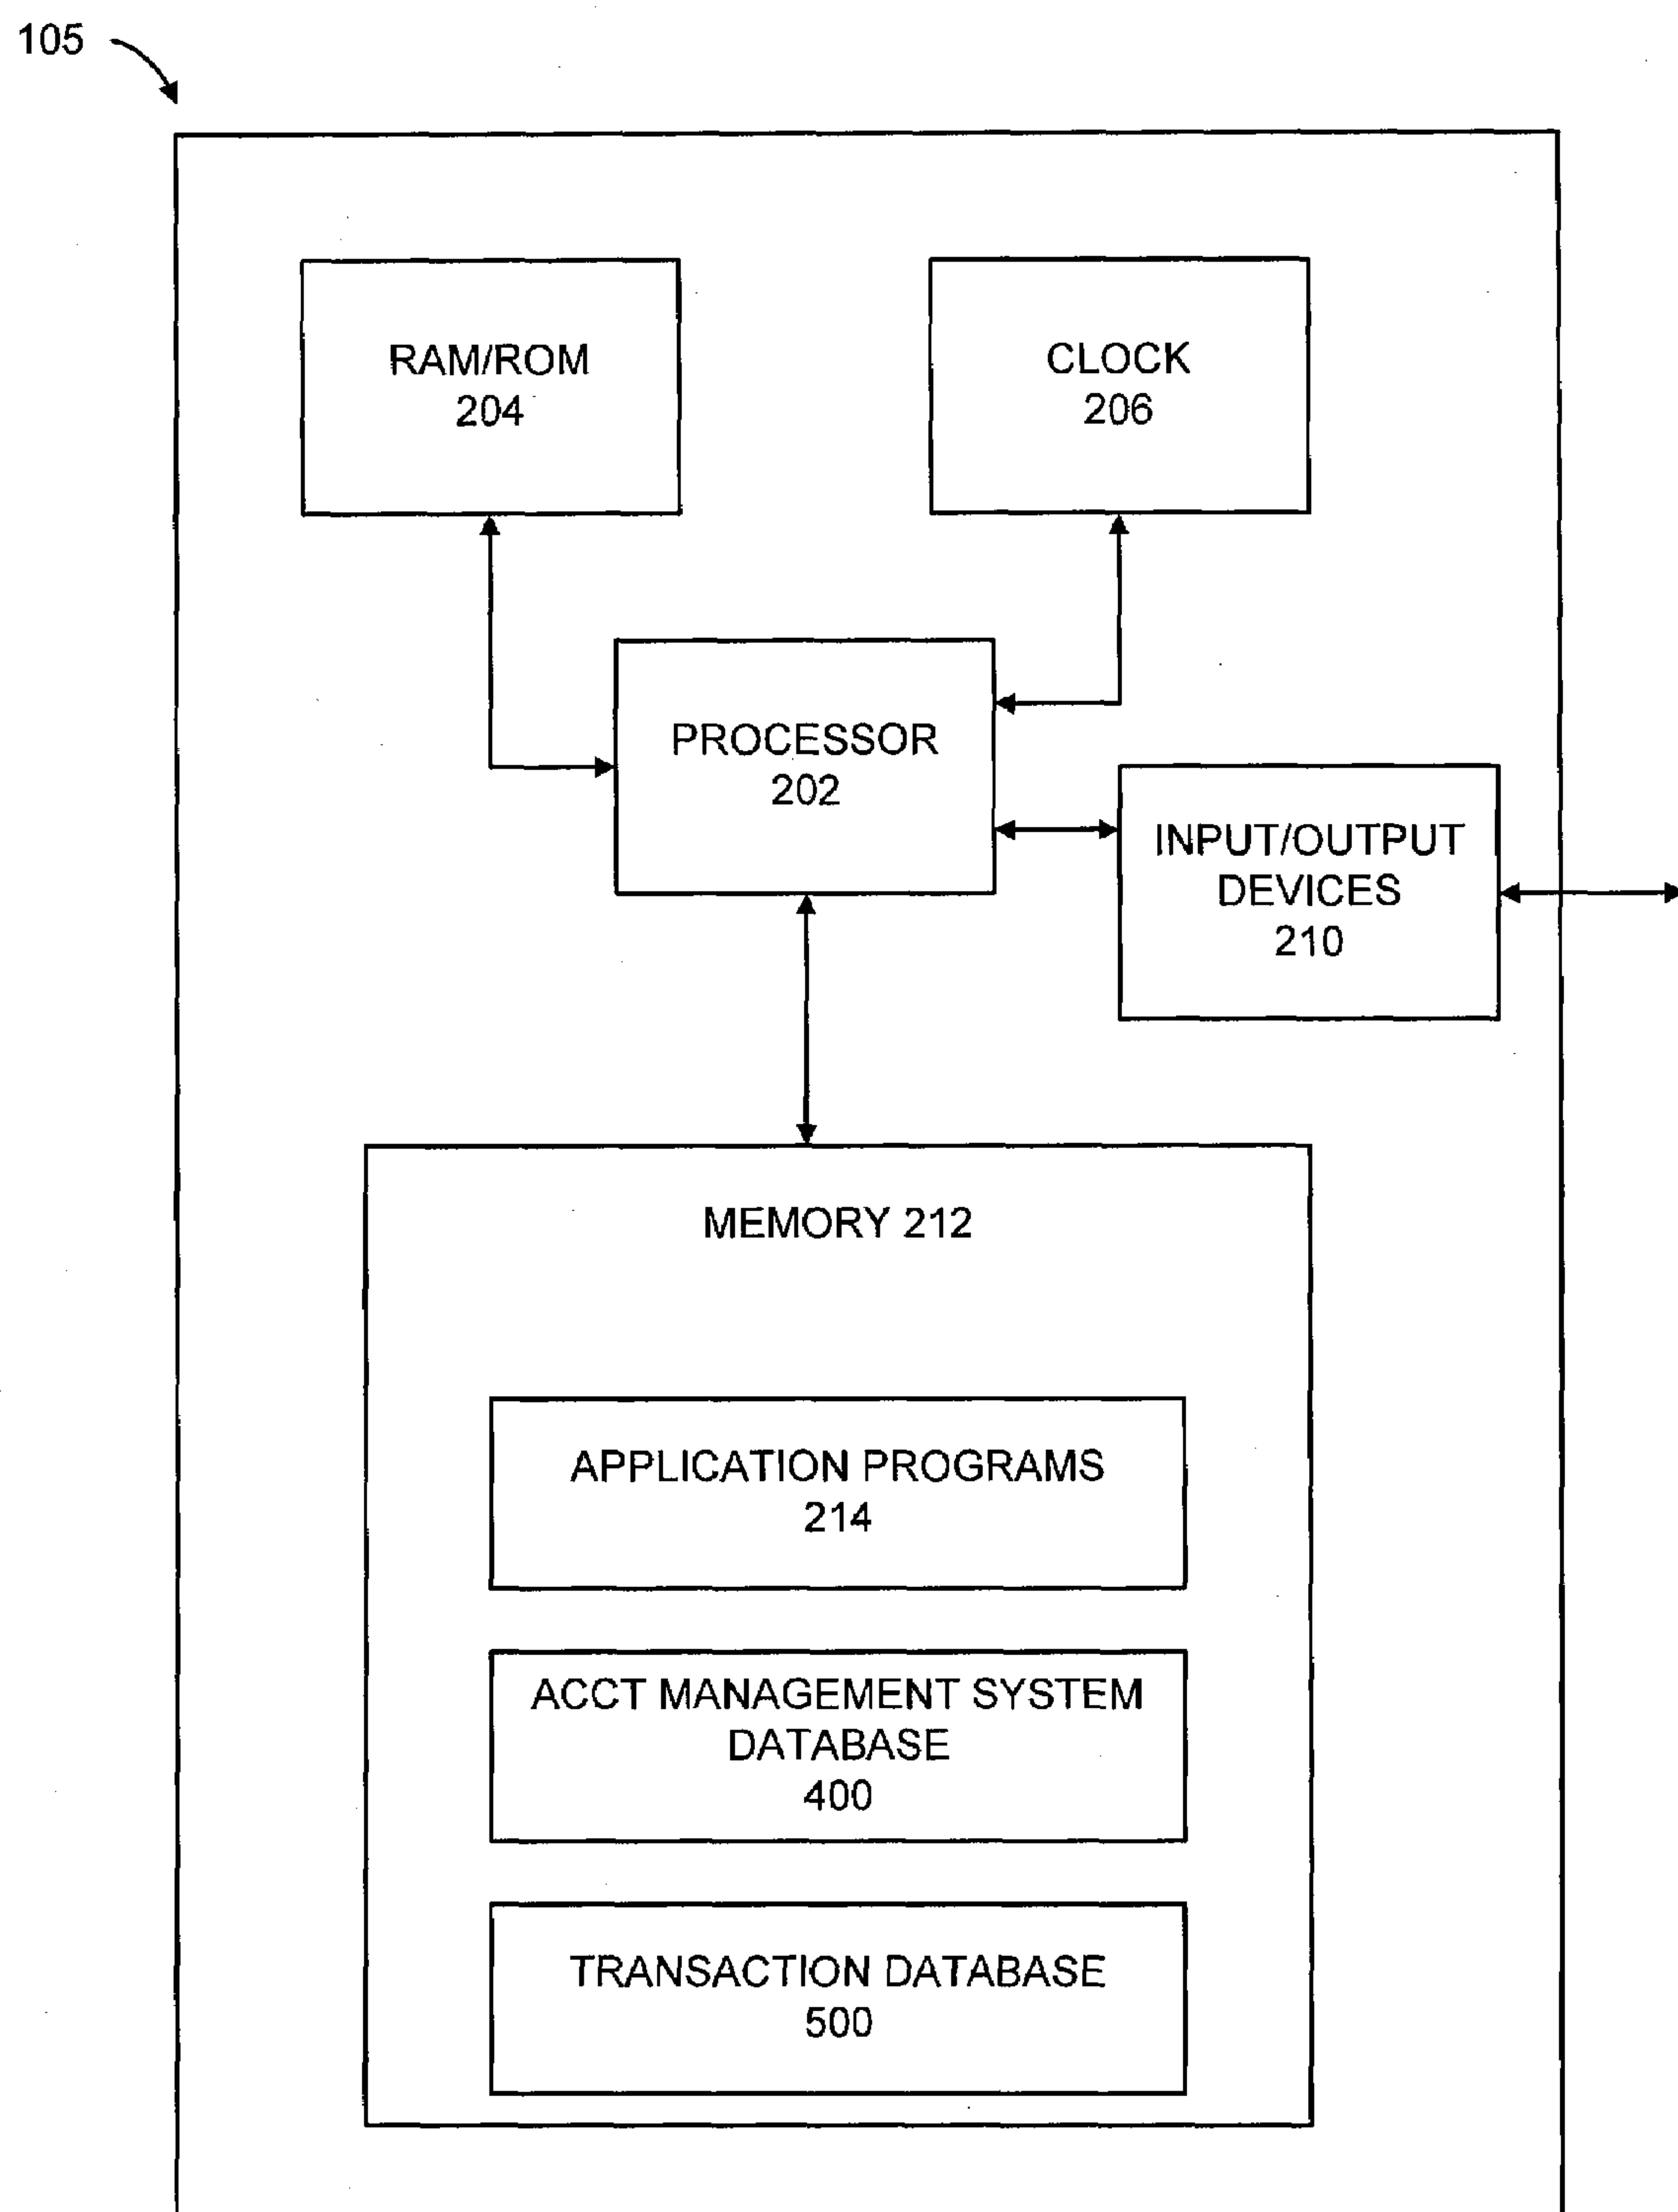 105
RAM/ROM
204
CLOCK
206
PROCESSOR
202
INPUT/OUTPUT
DEVICES
210
MEMORY 212
APPLICATION PROGRAMS
214
ACCT MANAGEMENT SYSTEM
DATABASE
400
TRANSACTION DATABASE
500